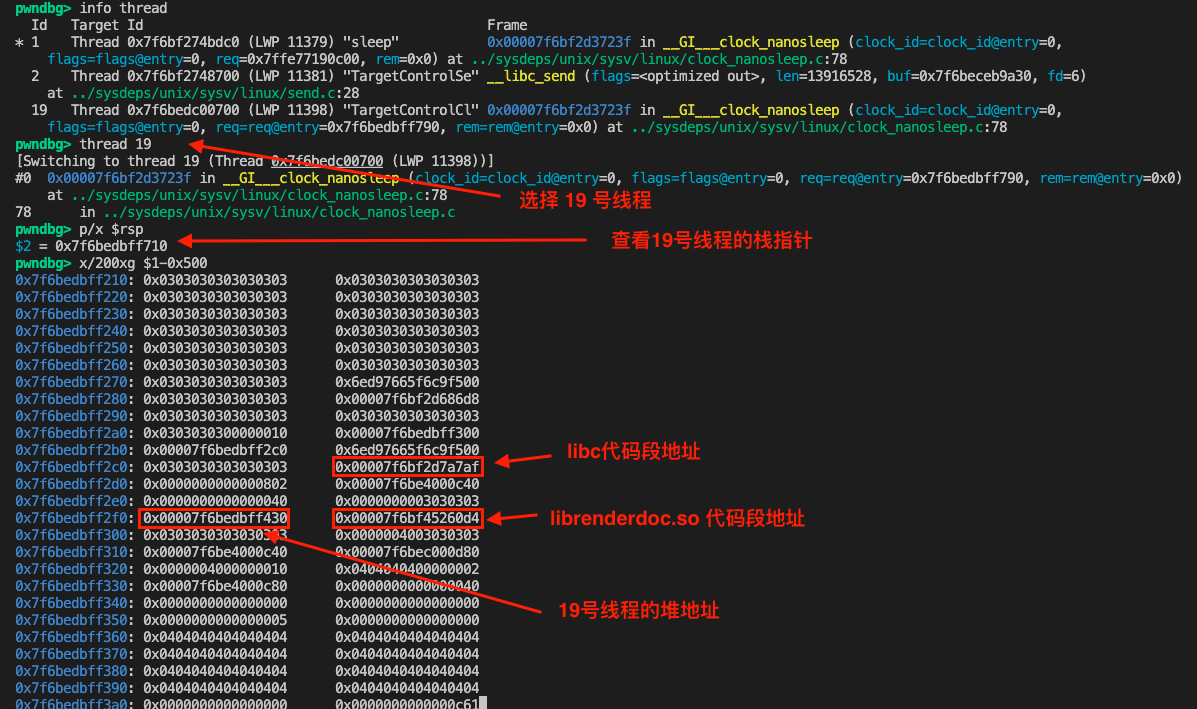 pwndbg> info thread
Id Target Id Frame
* 1 Thread 0x7f6bf274bdc0 (LWP 11379) "sleep" 0x00007f6bf2d3723f in __GI___clock_nanosleep (clock_id=clock_id@entry=0,
flags=flags@entry=0, req=0x7ffe77190c00, rem=0x0) at ../sysdeps/unix/sysv/linux/clock_nanosleep.c:78
2 Thread 0x7f6bf2748700 (LWP 11381) "TargetControlSe" __libc_send (flags=<optimized out>, len=13916528, buf=0x7f6beceb9a30, fd=6)
at ../sysdeps/unix/sysv/linux/send.c:28
19 Thread 0x7f6bedc00700 (LWP 11398) "TargetControlCl" 0x00007f6bf2d3723f in __GI___clock_nanosleep (clock_id=clock_id@entry=0,
flags=flags@entry=0, req=req@entry=0x7f6bedbff790, rem=rem@entry=0x0) at ../sysdeps/unix/sysv/linux/clock_nanosleep.c:78
pwndbg> thread 19
[Switching to thread 19 (Thread 0x7f6bedc00700 (LWP 11398))]
#0 0x00007f6bf2d3723f in __GI___clock_nanosleep (clock_id=clock_id@entry=0, flags=flags@entry=0, req=req@entry=0x7f6bedbff790, rem=rem@entry=0x0)
at ../sysdeps/unix/sysv/linux/clock_nanosleep.c:78
选择 19 号线程
78 in ../sysdeps/unix/sysv/linux/clock_nanosleep.c
pwndbg> p/x $rsp
$2 = 0x7f6bedbff710
查看19号线程的栈指针
pwndbg> x/200xg $1-0x500
0x7f6bedbff210: 0x0303030303030303 0x0303030303030303
0x7f6bedbff220: 0x0303030303030303 0x0303030303030303
0x7f6bedbff230: 0x0303030303030303 0x0303030303030303
0x7f6bedbff240: 0x0303030303030303 0x0303030303030303
0x7f6bedbff250: 0x0303030303030303 0x0303030303030303
0x7f6bedbff260: 0x0303030303030303 0x0303030303030303
0x7f6bedbff270: 0x0303030303030303 0x6ed97665f6c9f500
0x7f6bedbff280: 0x0303030303030303 0x00007f6bf2d686d8
0x7f6bedbff290: 0x0303030303030303 0x0303030303030303
0x7f6bedbff2a0: 0x0303030300000010 0x00007f6bedbff300
0x7f6bedbff2b0: 0x00007f6bedbff2c0 0x6ed97665f6c9f500
libc代码段地址
0x7f6bedbff2c0: 0x0303030303030303 0x00007f6bf2d7a7af
0x7f6bedbff2d0: 0x0000000000000802 0x00007f6be4000c40
0x7f6bedbff2e0: 0x0000000000000040 0x0000000003030303
0x7f6bedbff2f0: 0x00007f6bedbff430 0x00007f6bf45260d4
librenderdoc.so 代码段地址
0x7f6bedbff300: 0x0303030303030303 0x0000004003030303
0x7f6bedbff310: 0x00007f6be4000c40 0x00007f6bec000d80
0x7f6bedbff320: 0x0000004000000010 0x0404040400000002
0x7f6bedbff330: 0x00007f6be4000c80 0x0000000000000040
0x7f6bedbff340: 0x0000000000000000 0x0000000000000000
19号线程的堆地址
0x7f6bedbff350: 0x0000000000000005 0x0000000000000000
0x7f6bedbff360: 0x0404040404040404 0x0404040404040404
0x7f6bedbff370: 0x0404040404040404 0x0404040404040404
0x7f6bedbff380: 0x0404040404040404 0x0404040404040404
0x7f6bedbff390: 0x0404040404040404 0x0404040404040404
0x7f6bedbff3a0: 0x0000000000000000 0x0000000000000c61